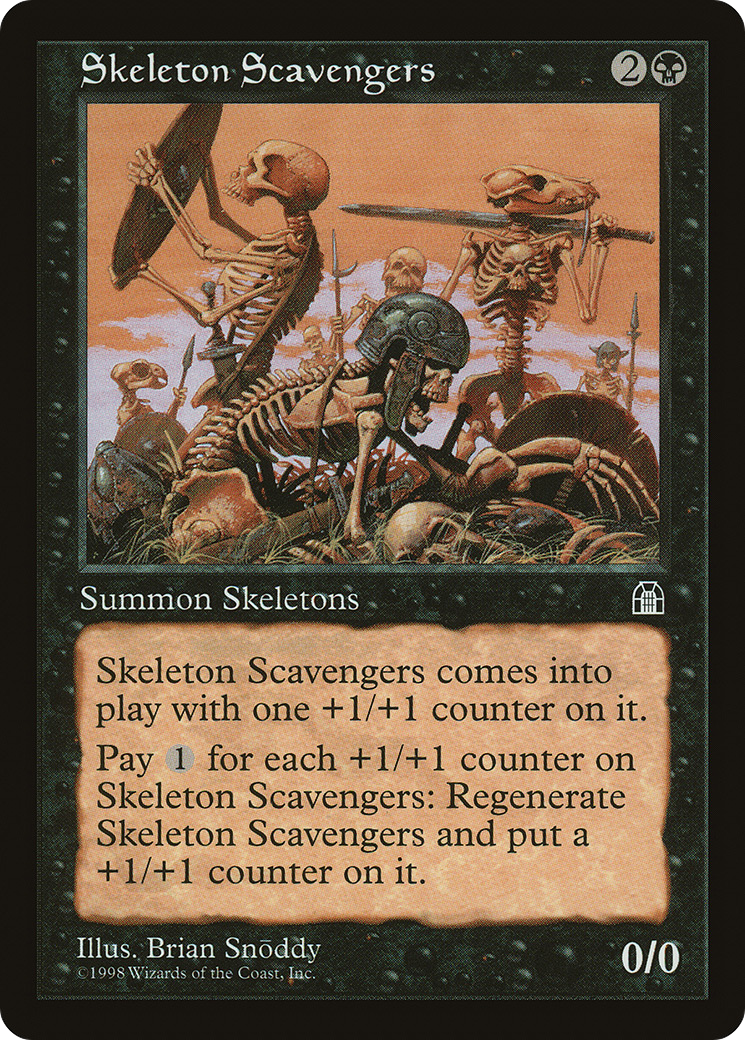 Skeleton Scavengers 2
Summon Skeletons
Skeleton Scavengers comes into
play with one +1/+1 counter on it.
Pay 1 for each +1/+1 counter on
Skeleton Scavengers: Regenerate
Skeleton Scavengers and put a
+1/+1 counter on it.
Illus. Brian Snōddy
©1998 Wizards of the Coast, Inc.
0/0